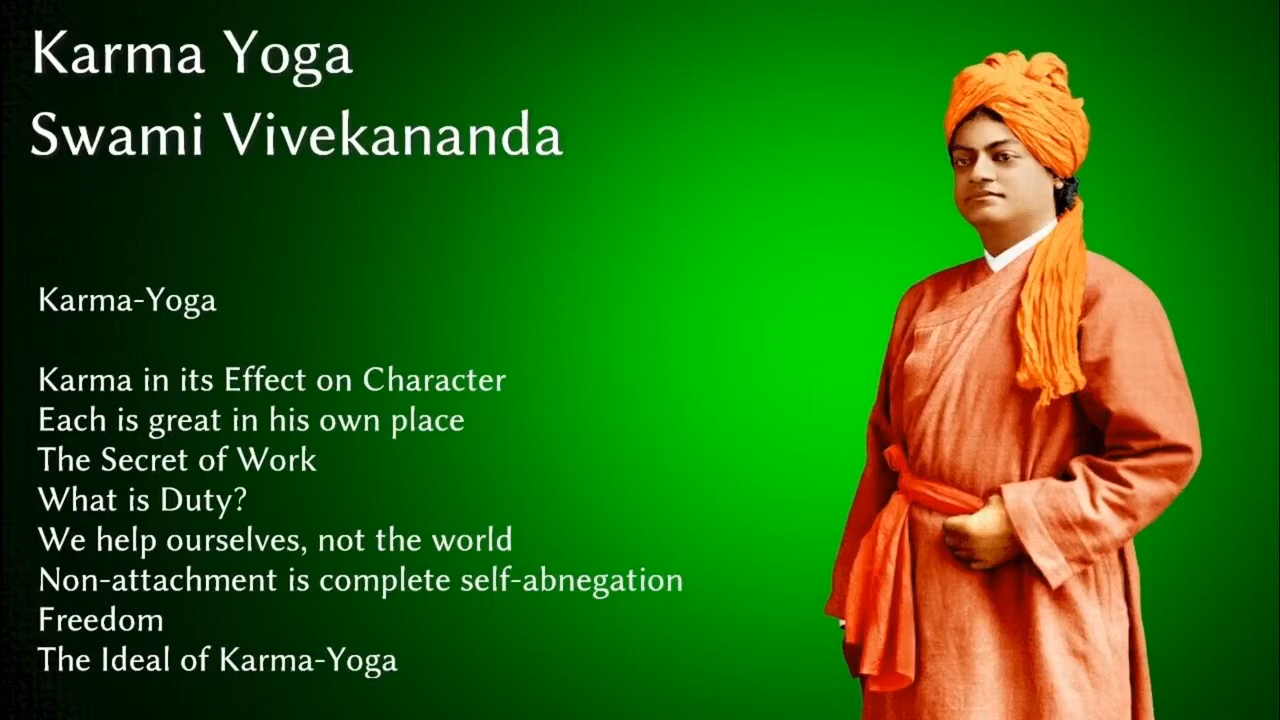 Karma Yoga
Swami Vivekananda
Karma-Yoga
Karma in its Effect on Character
Each is great in his own place
The Secret of Work
What is Duty?
We help ourselves, not the world
Non-attachment is complete self-abnegation
Freedom
The Ideal of Karma-Yoga